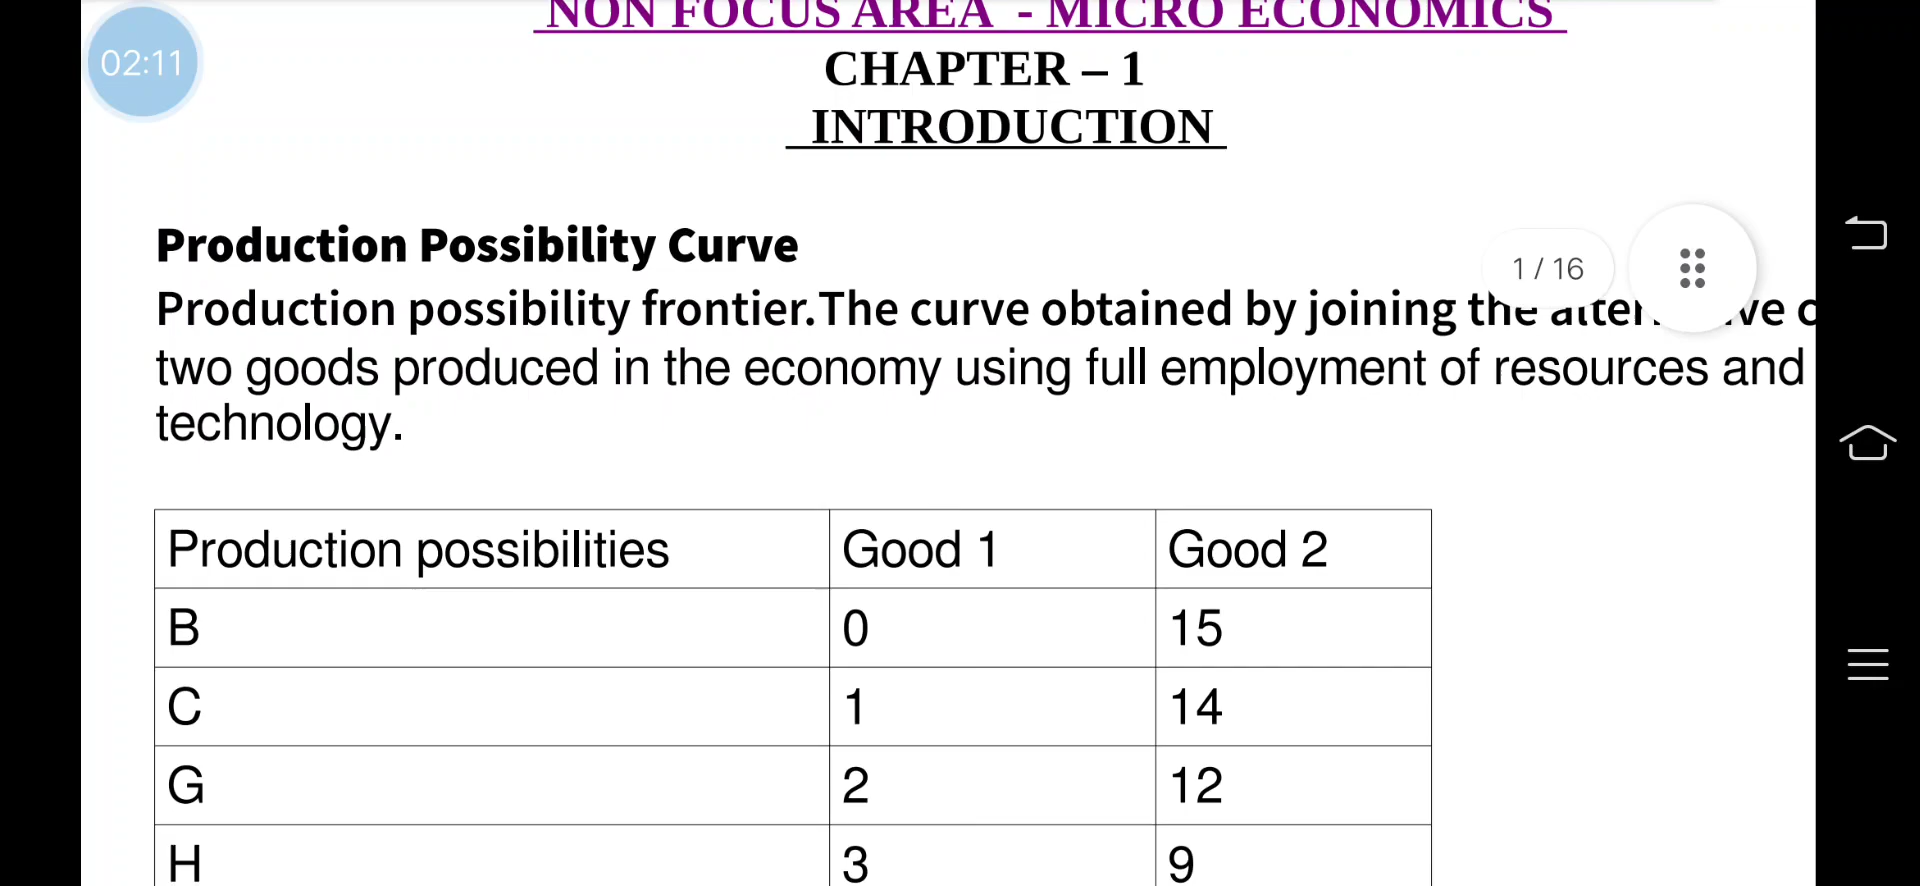 NON FOCUS AREA - MICRO ECONOMICS
02:11
CHAPTER – 1
INTRODUCTION
Production Possibility Curve
1 / 16
Production possibility frontier.The curve obtained by joining the
two goods produced in the economy using full employment of resources and
technology.
Production possibilities Good 1 Good 2
B 0 15
C 1 14
G 2 12
H 3 9